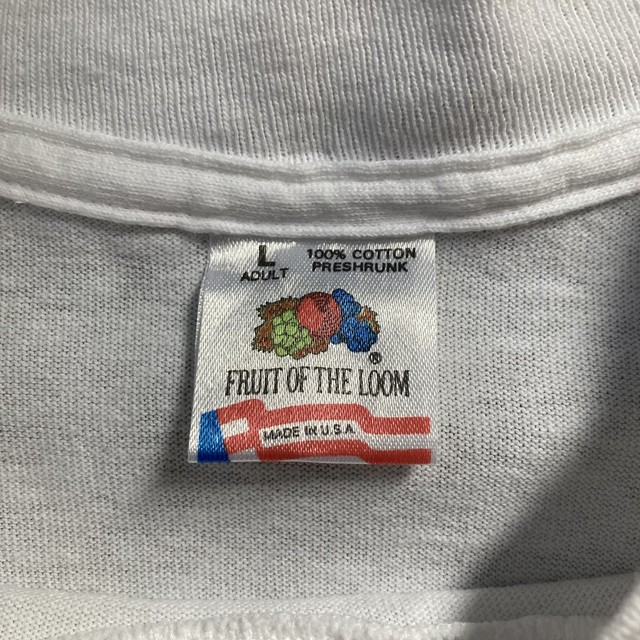 L
ADULT
100% COTTON
PRESHRUNK
®
FRUIT OF THE LOOM
MADE IN U.S.A.